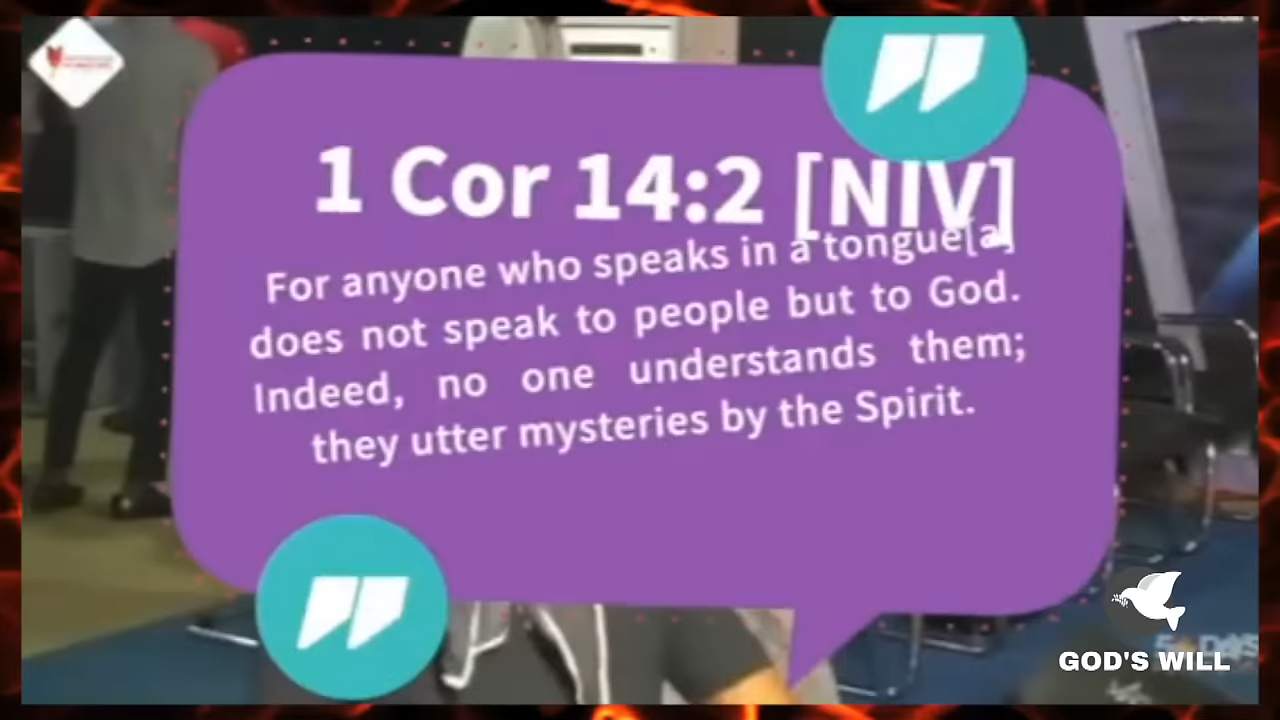 1 Cor 14:2 [NIV]
For anyone who speaks in a tongue[a]
does not speak to people but to God.
Indeed, no one understands them;
they utter mysteries by the Spirit.
GOD'S WILL